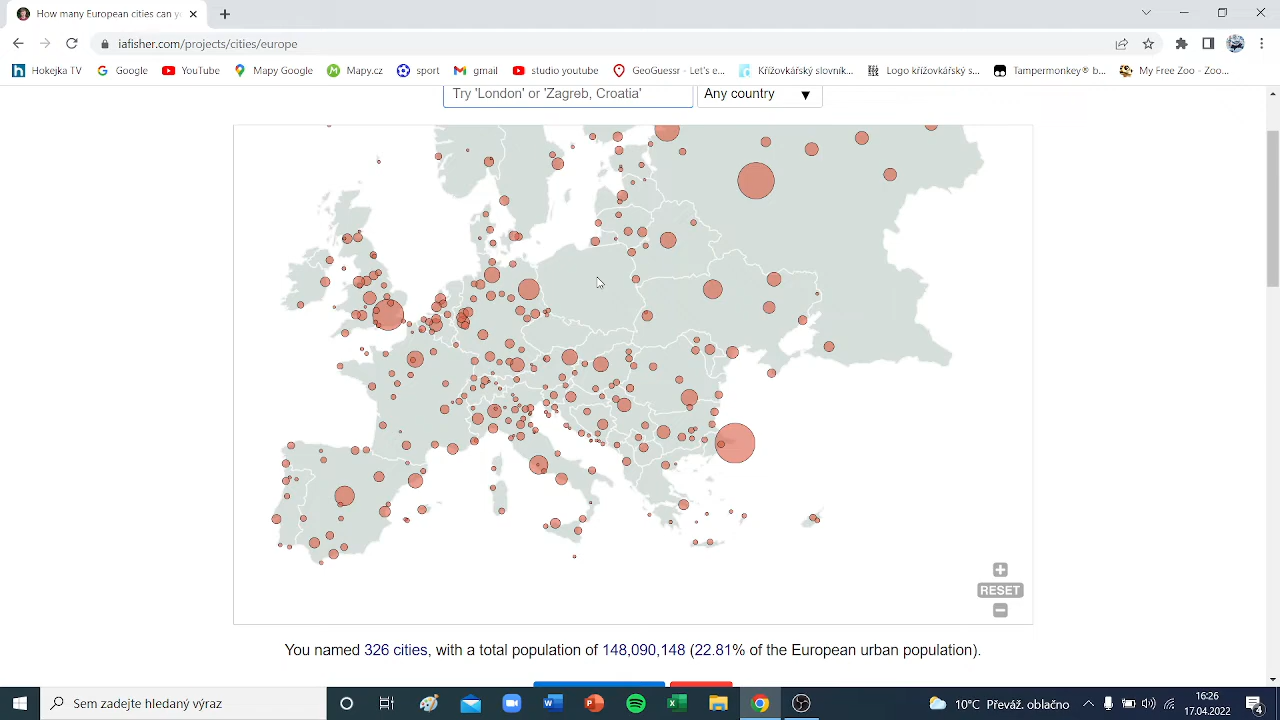 How many European cities can y
iafisher.com/projects/cities/europe
Hokejka TV
Google
YouTube
Mapy Google
Mapy.cz
sport
gmail
studio youtube
GeoGuessr - Let's e...
Křížovkářský slovník...
Logo křížovkářský s...
Tampermonkey® b...
My Free Zoo - Zoo...
Try 'London' or 'Zagreb, Croatia'
Any country
RESET
You named 326 cities, with a total population of 148,090,148 (22.81% of the European urban population).
Sem zadejte hledaný výraz
10°C Převáž. oblačno
16:26
17.04.2022